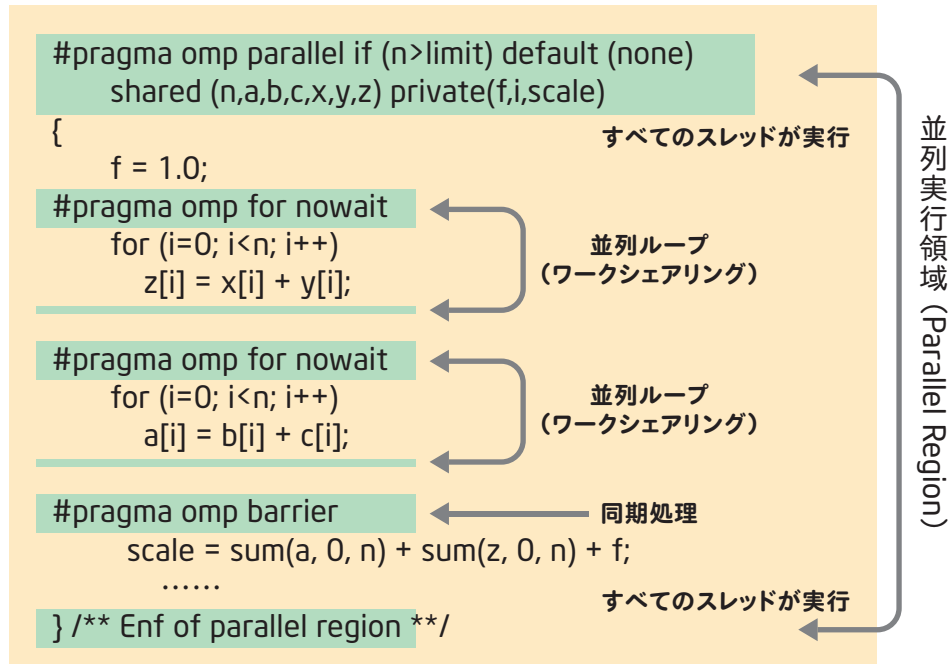 #pragma omp parallel if (n>limit) default (none)
shared (n,a,b,c,x,y,z) private(f,i,scale)
{
すべてのスレッドが実行
f = 1.0;
#pragma omp for nowait
for (i=0; i<n; i++)
z[i] = x[i] + y[i];
並列ループ
（ワークシェアリング）
#pragma omp for nowait
for (i=0; i<n; i++)
a[i] = b[i] + c[i];
並列ループ
（ワークシェアリング）
#pragma omp barrier
同期処理
scale = sum(a, 0, n) + sum(z, 0, n) + f;
......
すべてのスレッドが実行
} /** Enf of parallel region **/
並列実行領域（Parallel Region）